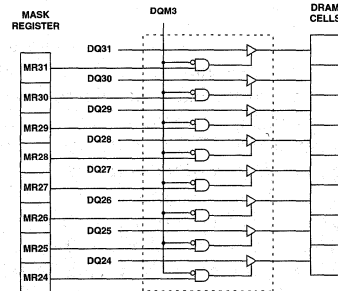 MASK
REGISTER
DQM3
DRAM
CELLS
DQ31
MR31
DQ30
MR30
DQ29
MR29
DQ28
MR28
DQ27
MR27
DQ26
MR26
DQ25
MR25
DQ24
MR24